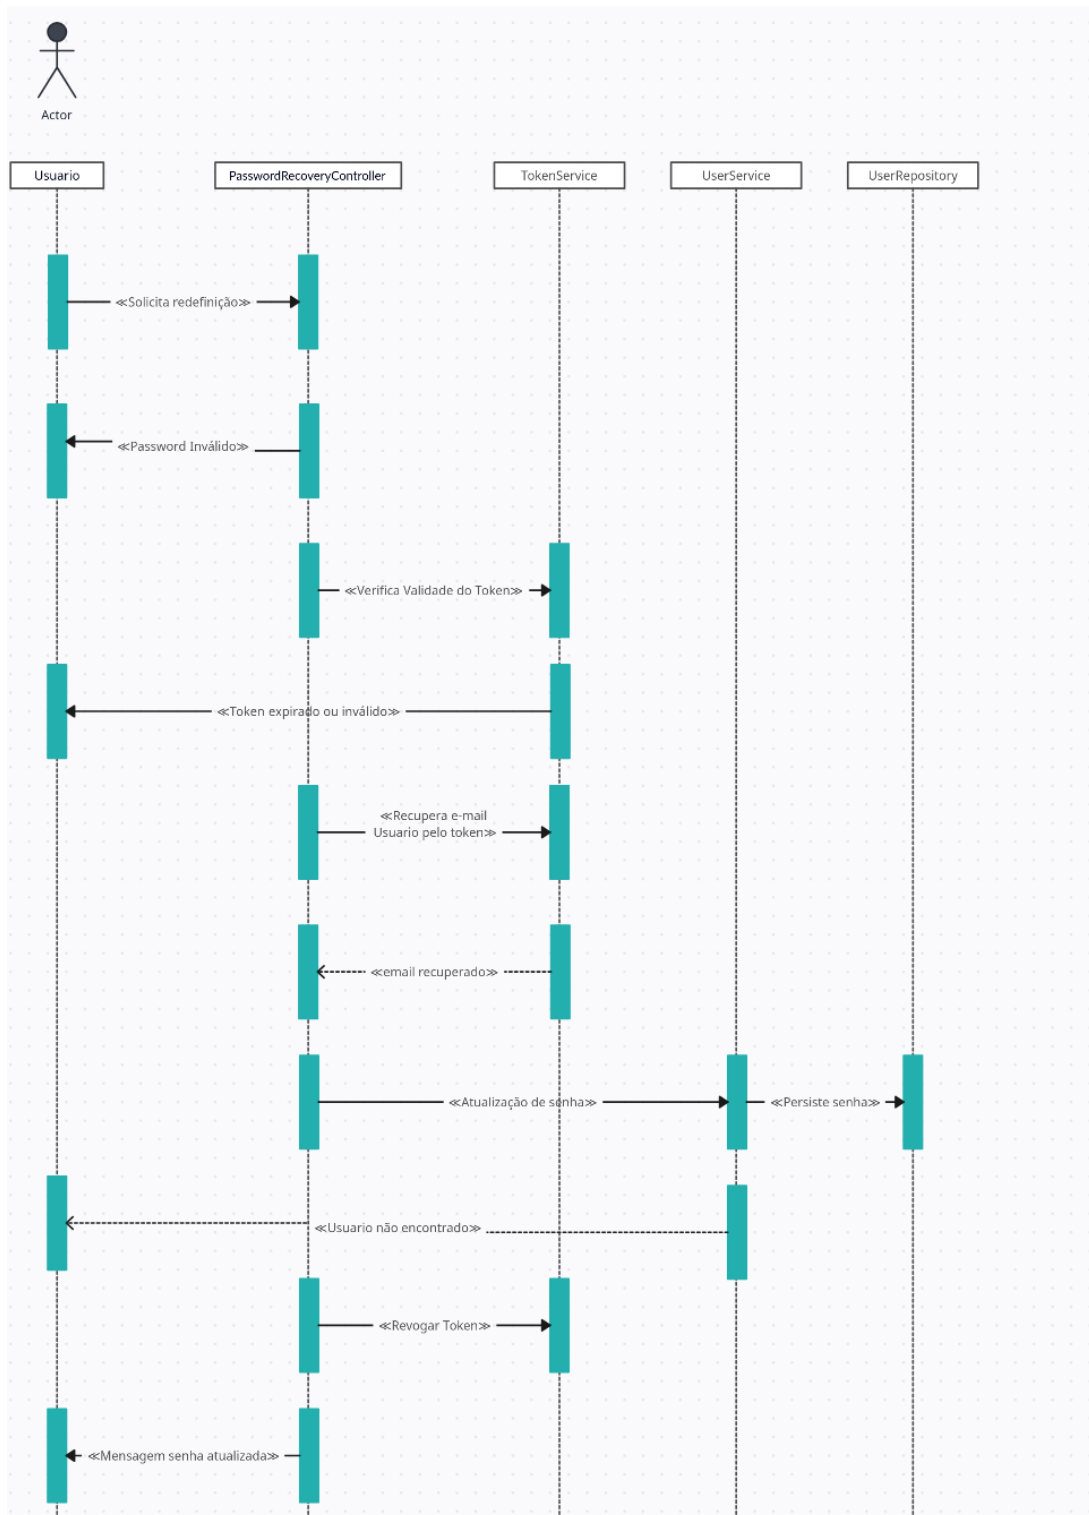 Actor
Usuario
PasswordRecoveryController
TokenService
UserService
UserRepository
≪Solicita redefinição≫
≪Password Inválido≫
≪Verifica Validade do Token≫
≪Token expirado ou inválido≫
≪Recupera e-mail
Usuario pelo token≫
≪email recuperado≫
≪Atualização de senha≫
≪Persiste senha≫
≪Usuario não encontrado≫
≪Revogar Token≫
≪Mensagem senha atualizada≫